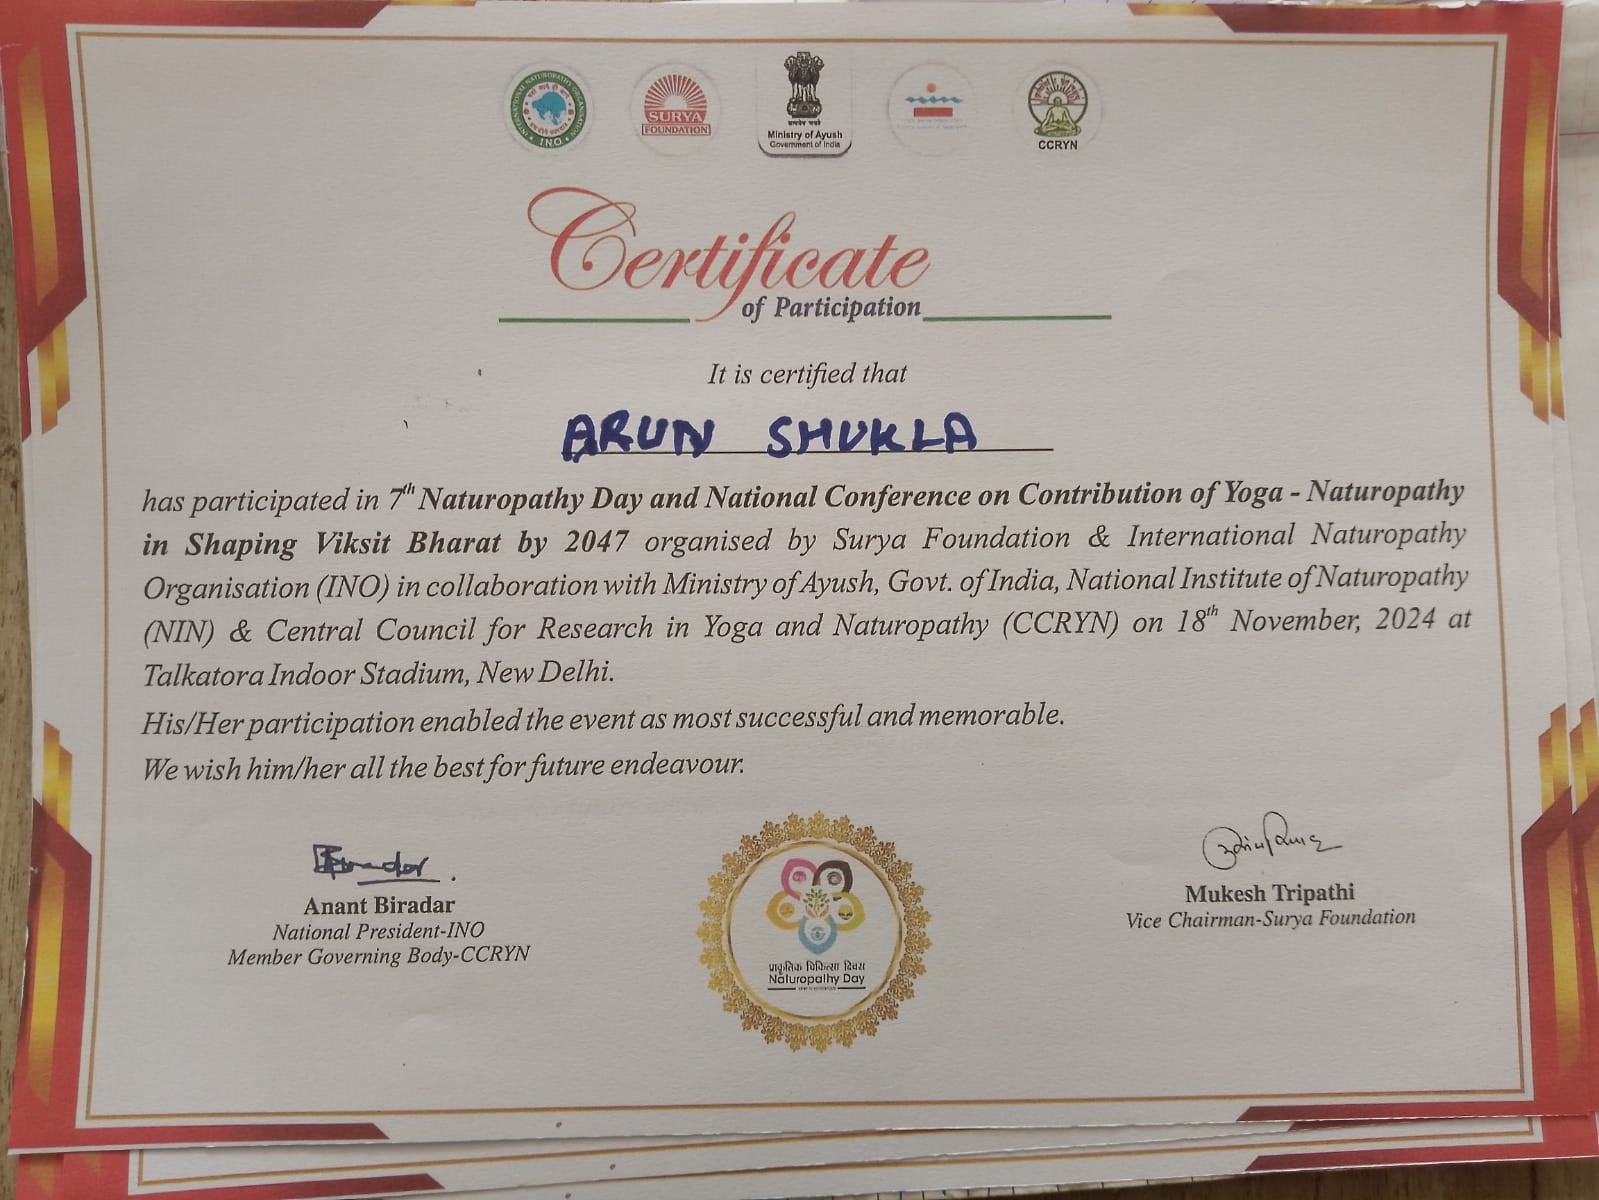 INTERNATIONAL NATUROPATHY ORGANISATION
I.N.O.
SURYA
FOUNDATION
Ministry of Ayush
Government of India
CCRYN
Certificate
of Participation
It is certified that
ARUN SHUKLA
has participated in 7th Naturopathy Day and National Conference on Contribution of Yoga - Naturopathy
in Shaping Viksit Bharat by 2047 organised by Surya Foundation & International Naturopathy
Organisation (INO) in collaboration with Ministry of Ayush, Govt. of India, National Institute of Naturopathy
(NIN) & Central Council for Research in Yoga and Naturopathy (CCRYN) on 18th November, 2024 at
Talkatora Indoor Stadium, New Delhi.
His/Her participation enabled the event as most successful and memorable.
We wish him/her all the best for future endeavour.
Anant Biradar
National President-INO
Member Governing Body-CCRYN
प्राकृतिक चिकित्सा दिवस
Naturopathy Day
Mukesh Tripathi
Vice Chairman-Surya Foundation